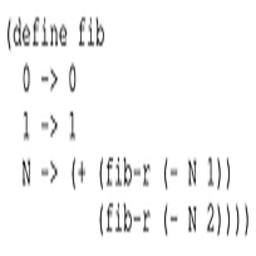 (define fib
0 -> 0
1 -> 1
N -> (+ (fib-r (- N 1))
(fib-r (- N 2))))